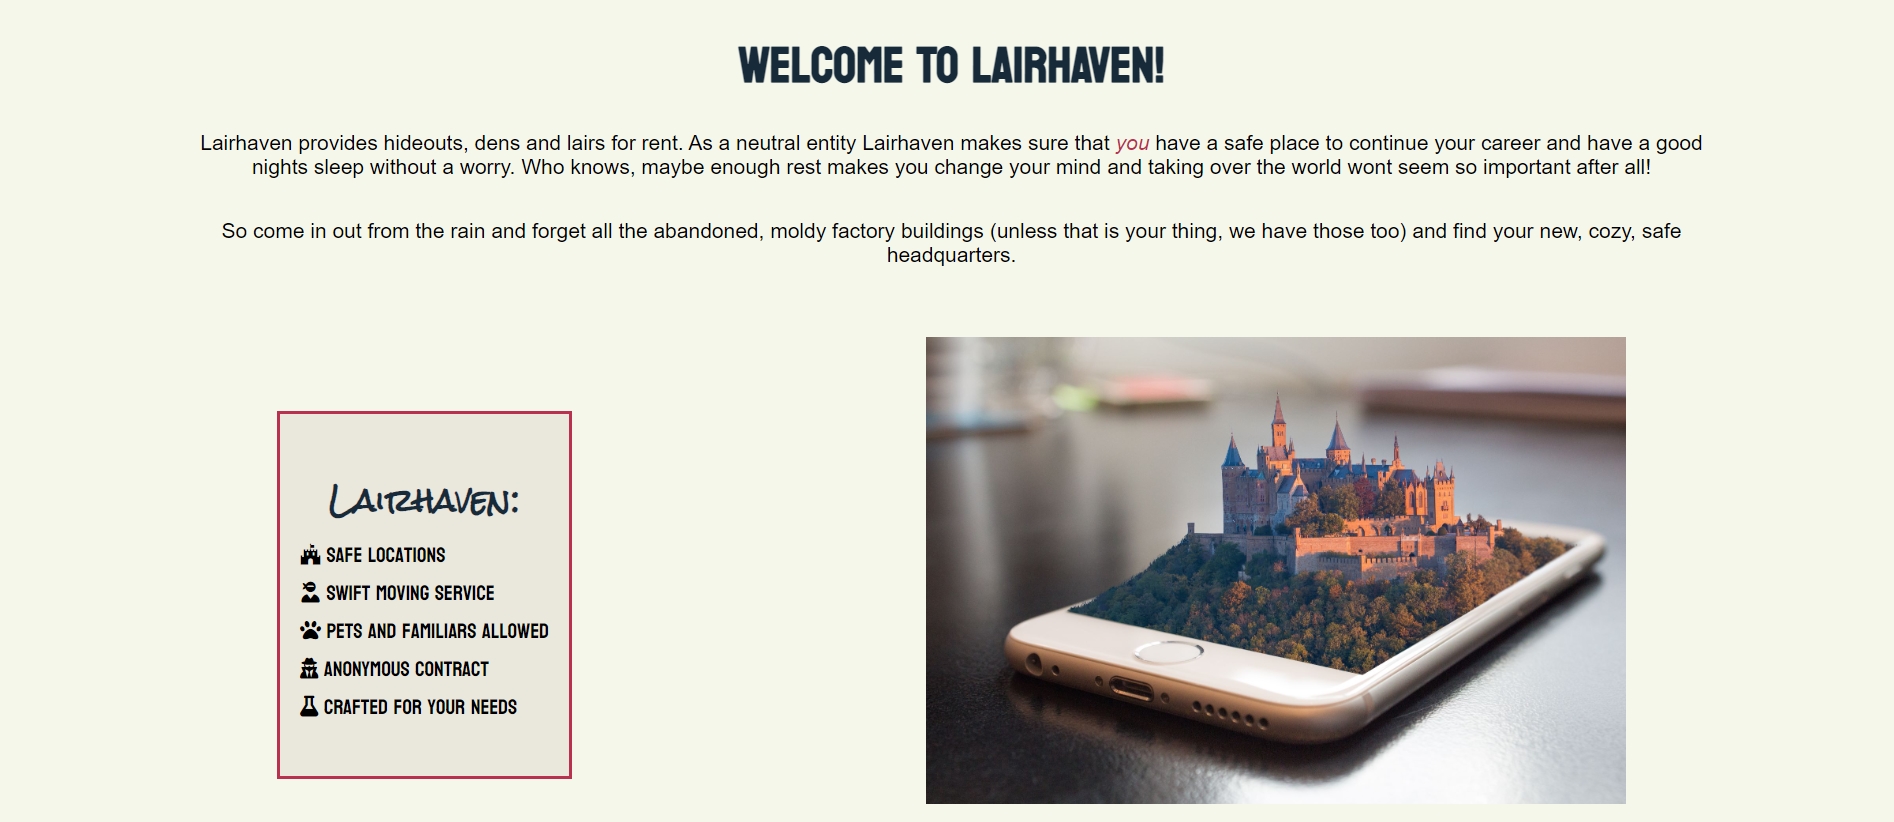 WELCOME TO LAIRHAVEN!
Lairhaven provides hideouts, dens and lairs for rent. As a neutral entity Lairhaven makes sure that you have a safe place to continue your career and have a good
nights sleep without a worry. Who knows, maybe enough rest makes you change your mind and taking over the world wont seem so important after all!
So come in out from the rain and forget all the abandoned, moldy factory buildings (unless that is your thing, we have those too) and find your new, cozy, safe
headquarters.
LAIRHAVEN:
SAFE LOCATIONS
SWIFT MOVING SERVICE
PETS AND FAMILIARS ALLOWED
ANONYMOUS CONTRACT
CRAFTED FOR YOUR NEEDS